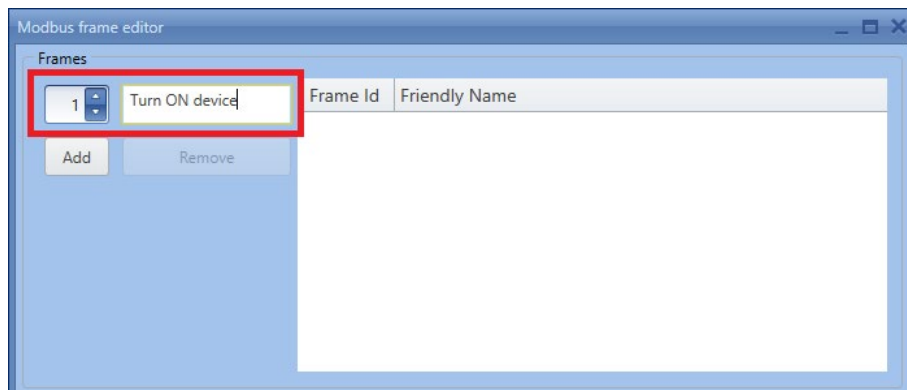 Modbus frame editor
Frames
1 Turn ON device Frame Id Friendly Name
Add Remove